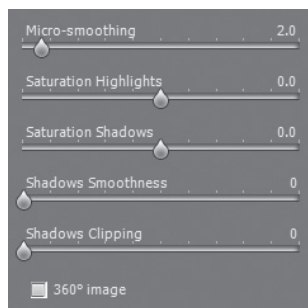 Micro-smoothing 2.0
Saturation Highlights 0.0
Saturation Shadows 0.0
Shadows Smoothness 0
Shadows Clipping 0
360º image